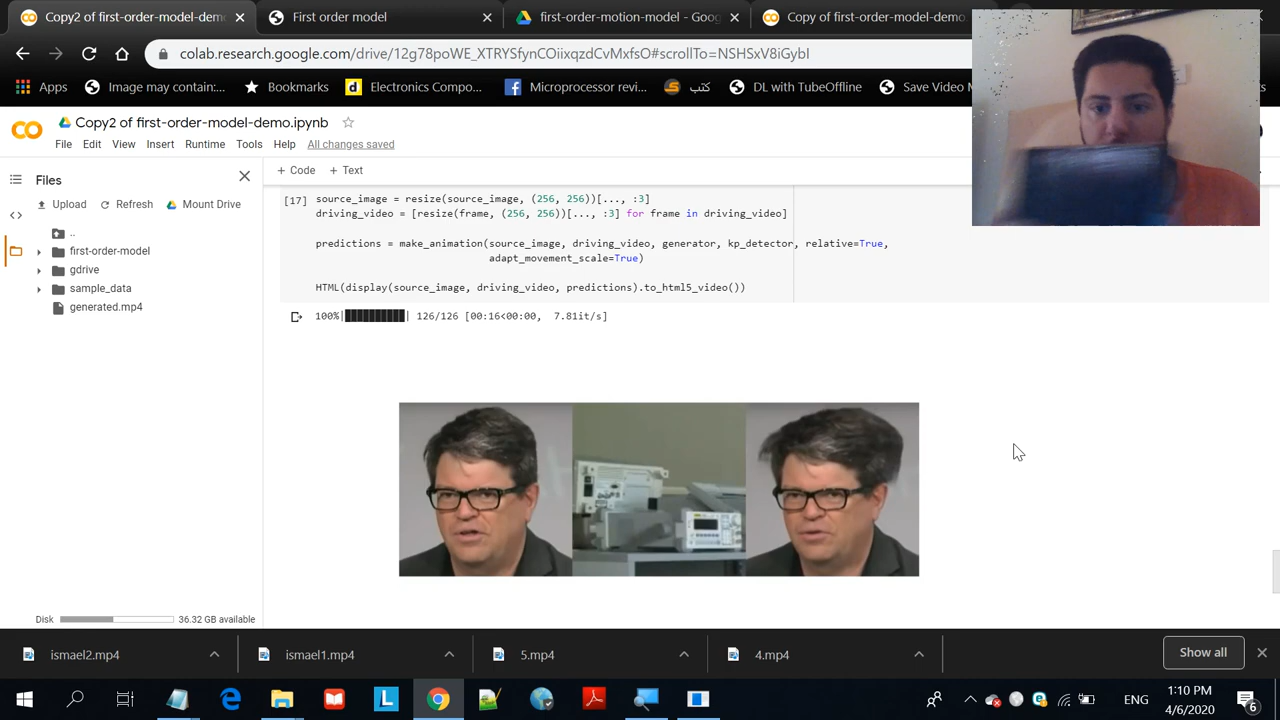 Copy2 of first-order-model-demo
First order model
first-order-motion-model - Goo
Copy of first-order-model-demo
colab.research.google.com/drive/12g78poWE_XTRYSfynCOiixqzdCvMxfsO#scrollTo=NSHSxV8iGybI
Apps
Image may contain:...
Bookmarks
Electronics Compo...
Microprocessor revi...
كتب
DL with TubeOffline
Save Video M
Copy2 of first-order-model-demo.ipynb
File Edit View Insert Runtime Tools Help All changes saved
Files
+ Code + Text
Upload Refresh Mount Drive
..
first-order-model
gdrive
sample_data
generated.mp4
[17] source_image = resize(source_image, (256, 256))[..., :3]
driving_video = [resize(frame, (256, 256))[..., :3] for frame in driving_video]
predictions = make_animation(source_image, driving_video, generator, kp_detector, relative=True,
adapt_movement_scale=True)
HTML(display(source_image, driving_video, predictions).to_html5_video())
100%|██████████| 126/126 [00:16<00:00, 7.81it/s]
Disk 36.32 GB available
ismael2.mp4
ismael1.mp4
5.mp4
4.mp4
Show all
ENG
1:10 PM
4/6/2020
6